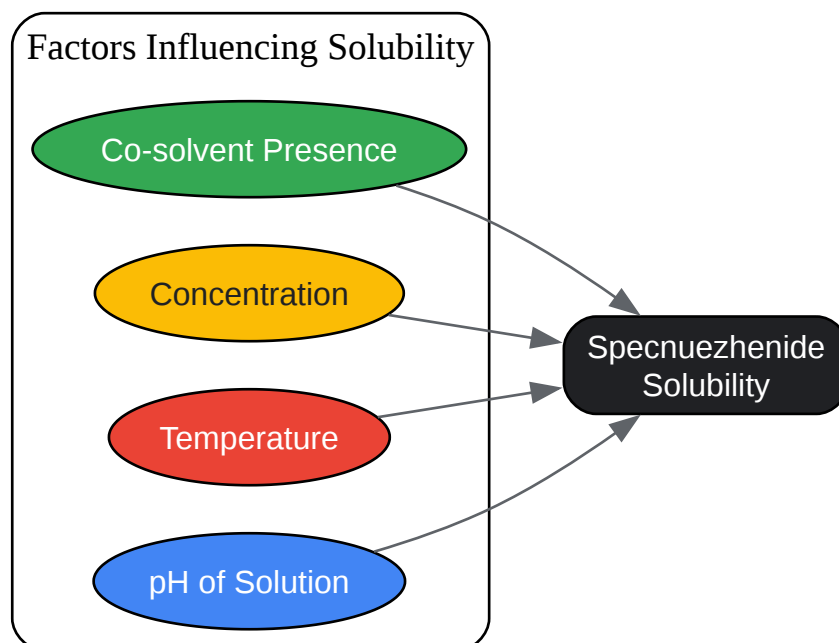 Factors Influencing Solubility
Co-solvent Presence
Concentration
Temperature
pH of Solution
Specnuezhenide
Solubility